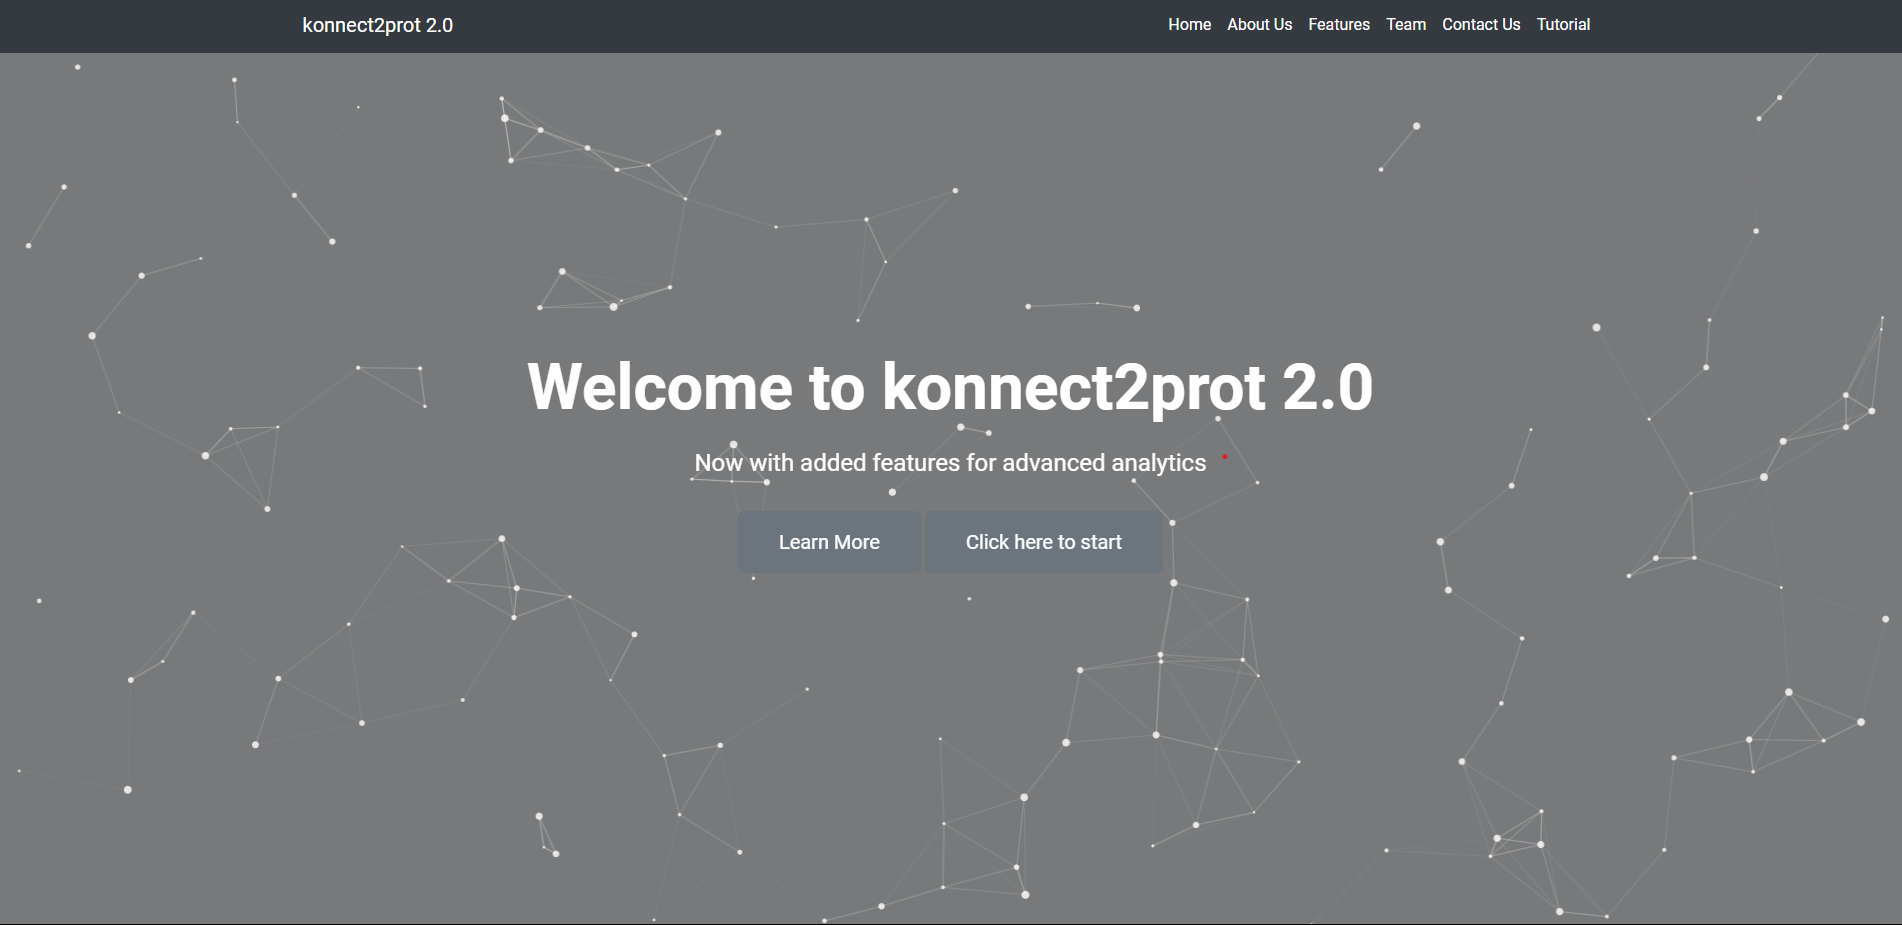 konnect2prot 2.0
Home About Us Features Team Contact Us Tutorial
Welcome to konnect2prot 2.0
Now with added features for advanced analytics
Learn More
Click here to start